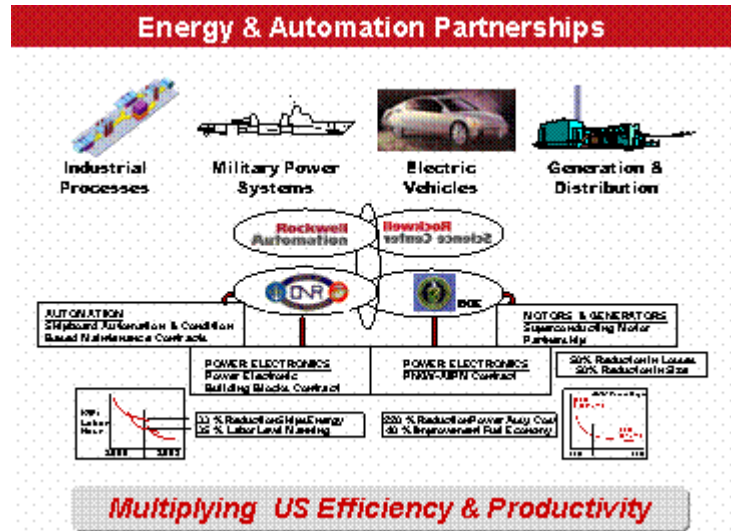 Energy & Automation Partnerships
Industrial
Processes
Military Power
Systems
Electric
Vehicles
Generation &
Distribution
Rockwell
Automation
Rockwell
Science Center
ONR
DOE
AUTOMATION
Shipboard Automation & Condition
Based Maintenance Contracts
MOTORS & GENERATORS
Superconducting Motor
Partnership
POWER ELECTRONICS
Power Electronic
Building Blocks Contract
POWER ELECTRONICS
Contract
50% Reduction in Losses
50% Reduction in Size
Labor
% Reduction Ships Energy
% Labor Level Manning
% Reduction Power Assy Cost
40 % Improvement Fuel Economy
Multiplying US Efficiency & Productivity